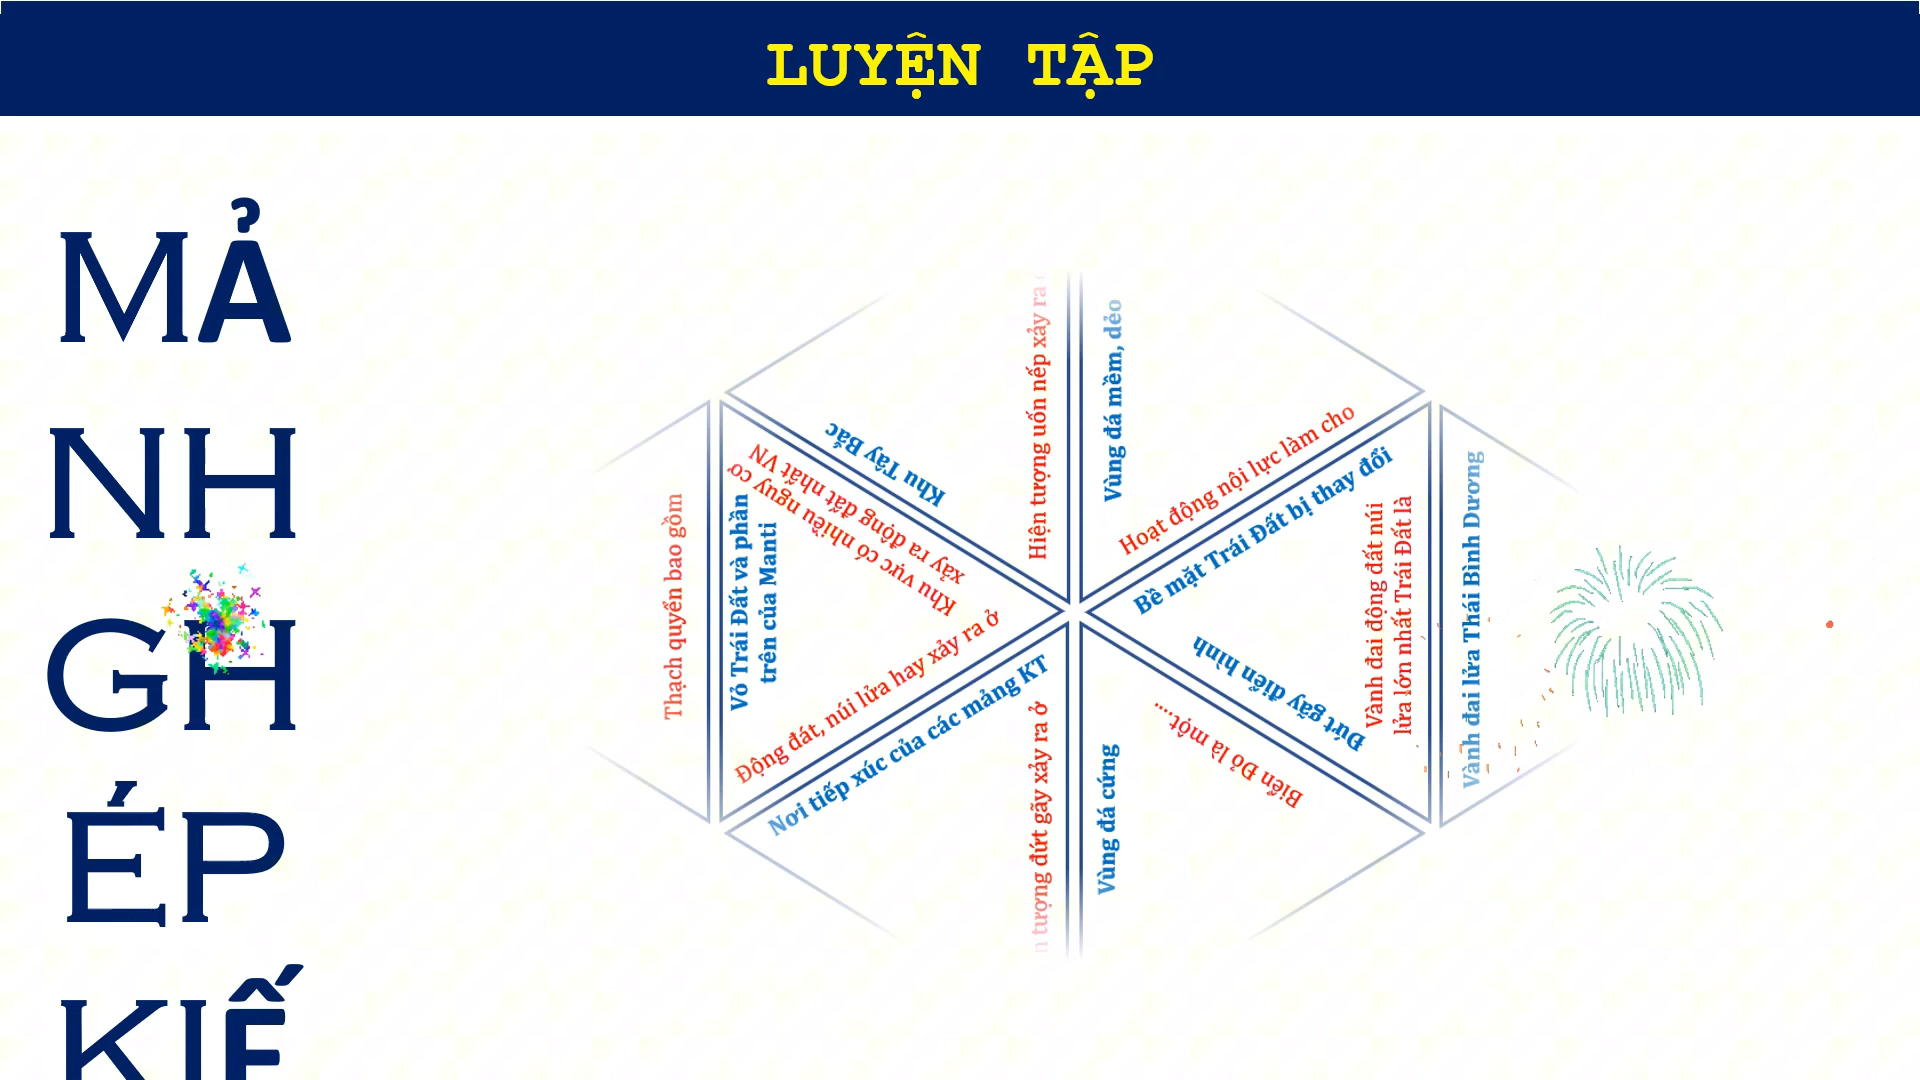 LUYỆN TẬP
MẢ
NH
GH
ÉP
KIẾ
Thạch quyển bao gồm
Vỏ Trái Đất và phần
trên của Manti
Khu Tây Bắc
Khu vực có nhiều nguy cơ
xảy ra động đất nhất VN
Động đát, núi lửa hay xảy ra ở
Nơi tiếp xúc của các mảng KT
Hiện tượng uốn nếp xảy ra
Vùng đá mềm, dẻo
Hoạt động nội lực làm cho
Bề mặt Trái Đất bị thay đổi
Vành đai động đất núi
lửa lớn nhất Trái Đất là
Vành đai lửa Thái Bình Dương
Đứt gãy điển hình
Biển Đỏ là một....
tượng đứt gãy xảy ra ở
Vùng đá cứng